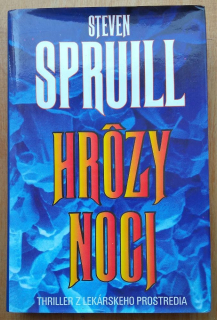 STEVEN
SPRUILL
HRÔZY
NOCI
THRILLER Z LEKÁRSKEHO PROSTREDIA